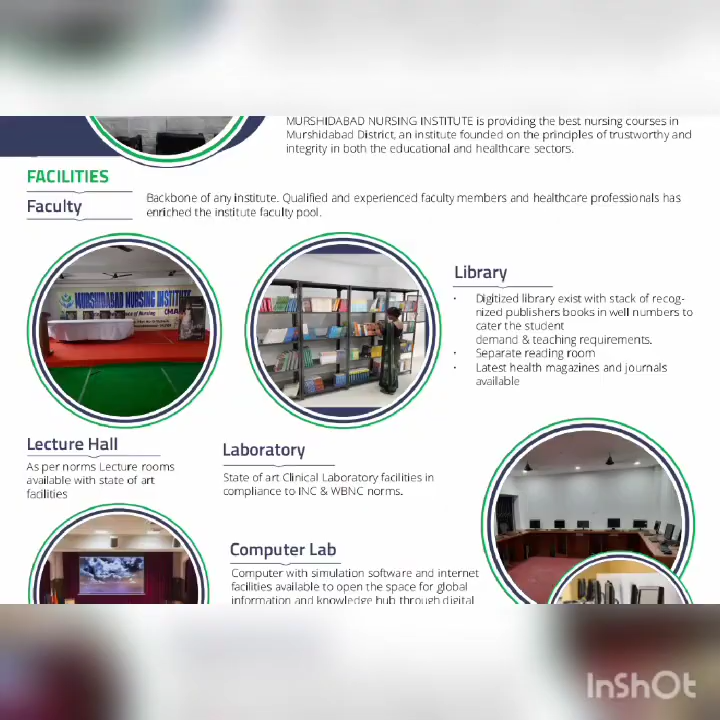 MURSHIDABAD NURSING INSTITUTE is providing the best nursing courses in
Murshidabad District, an institute founded on the principles of trustworthy and
integrity in both the educational and healthcare sectors.
FACILITIES
Faculty
Backbone of any institute. Qualified and experienced faculty members and healthcare professionals has
enriched the institute faculty pool.
MURSHIDABAD NURSING INSTITUTE
Library
• Digitized library exist with stack of recog-
nized publishers books in well numbers to
cater the student
demand & teaching requirements.
• Separate reading room
• Latest health magazines and journals
available
Lecture Hall
As per norms Lecture rooms
available with state of art
facilities
Laboratory
State of art Clinical Laboratory facilities in
compliance to INC & WBNC norms.
Computer Lab
Computer with simulation software and internet
facilities available to open the space for global
information and knowledge hub through digital
InShOt